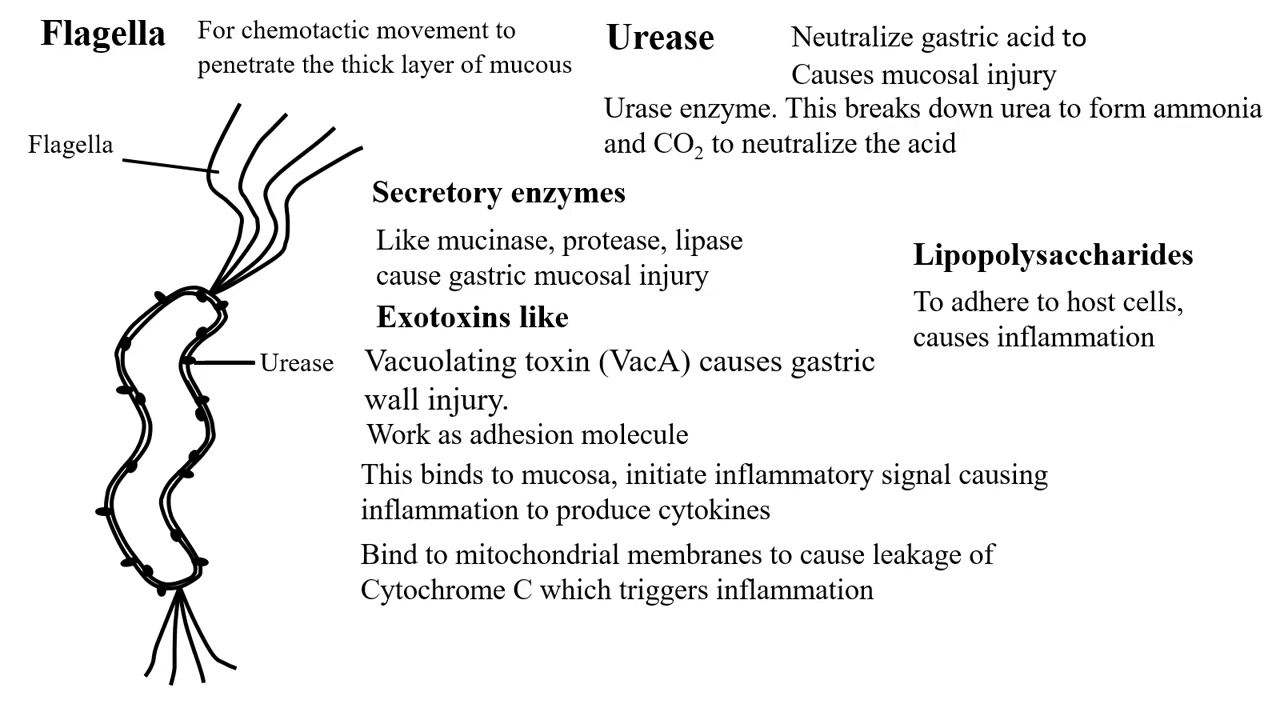 Flagella
For chemotactic movement to
penetrate the thick layer of mucous
Urease
Neutralize gastric acid to
Causes mucosal injury
Urase enzyme. This breaks down urea to form ammonia
and CO₂ to neutralize the acid
Flagella
Secretory enzymes
Like mucinase, protease, lipase
cause gastric mucosal injury
Lipopolysaccharides
To adhere to host cells,
causes inflammation
Exotoxins like
Urease
Vacuolating toxin (VacA) causes gastric
wall injury.
Work as adhesion molecule
This binds to mucosa, initiate inflammatory signal causing
inflammation to produce cytokines
Bind to mitochondrial membranes to cause leakage of
Cytochrome C which triggers inflammation